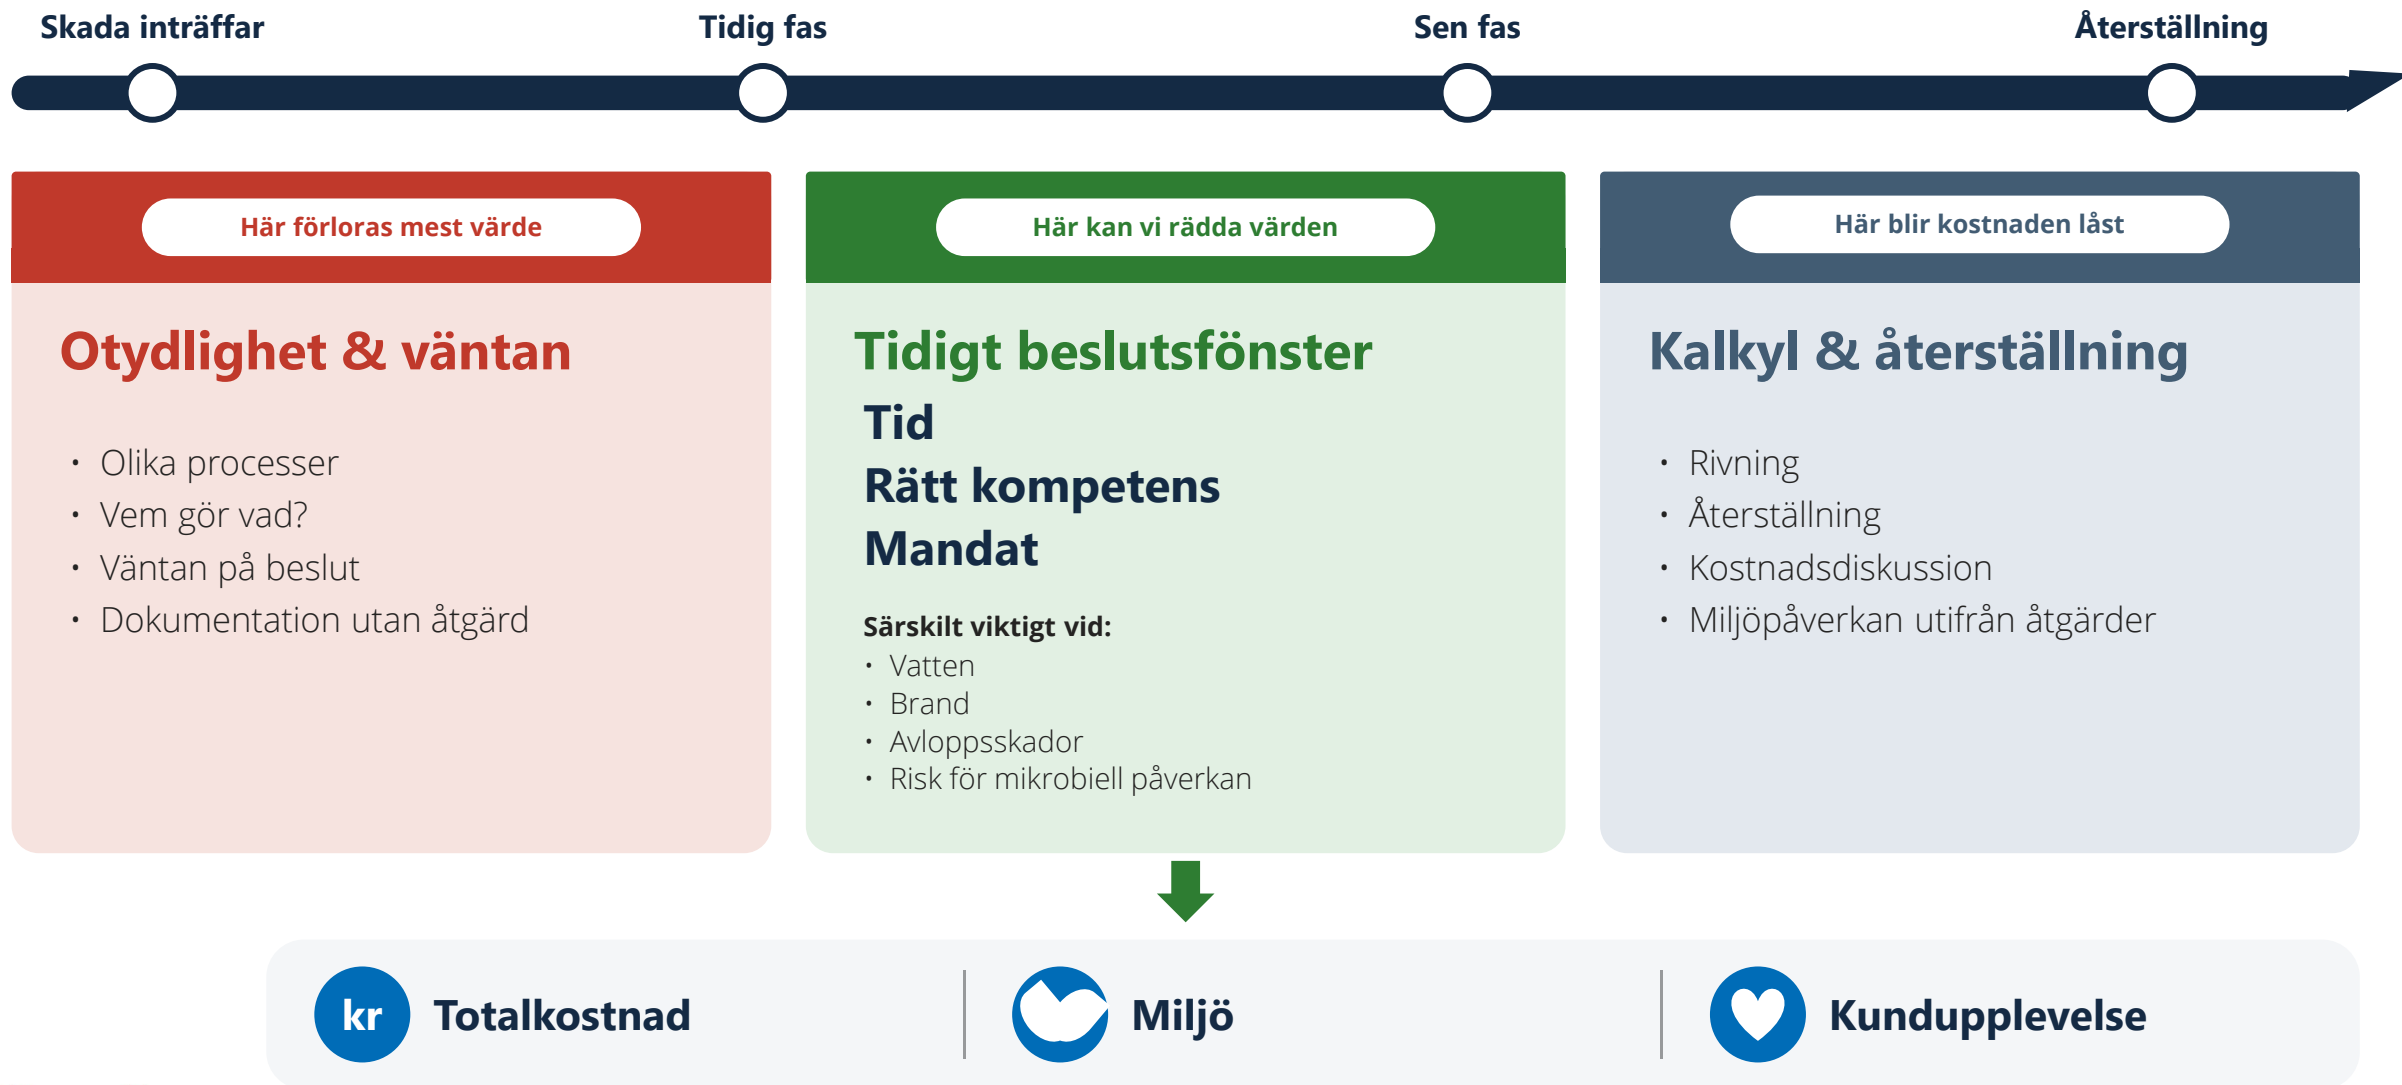 Skada inträffar
Tidig fas
Sen fas
Återställning
Här förloras mest värde
Otydlighet & väntan
• Olika processer
• Vem gör vad?
• Väntan på beslut
• Dokumentation utan åtgärd
Här kan vi rädda värden
Tidigt beslutsfönster
Tid
Rätt kompetens
Mandat
Särskilt viktigt vid:
• Vatten
• Brand
• Avloppsskador
• Risk för mikrobiell påverkan
Här blir kostnaden låst
Kalkyl & återställning
• Rivning
• Återställning
• Kostnadsdiskussion
• Miljöpåverkan utifrån åtgärder
kr Totalkostnad
Miljö
Kundupplevelse